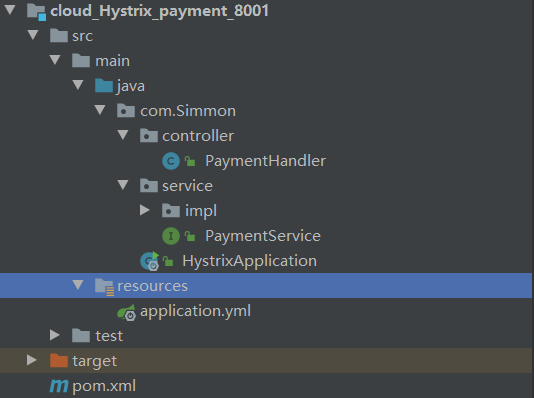 cloud_Hystrix_payment_8001
src
main
java
com.Simmon
controller
C PaymentHandler
service
impl
I PaymentService
HystrixApplication
resources
application.yml
test
target
m pom.xml